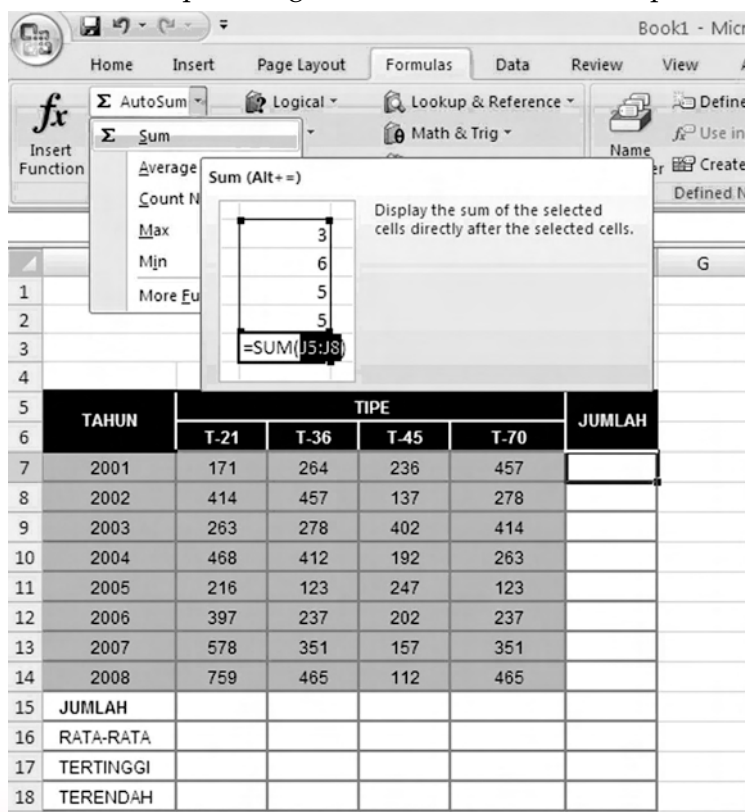 Book1 - Micr
Home Insert Page Layout Formulas Data Review View
fx Insert Function
Σ AutoSum
Logical
Lookup & Reference
Math & Trig
Name
Define
Use in
Create
Defined N
Σ Sum
Average
Count N
Max
Min
More Fu
Sum (Alt+=)
3
6
5
5
=SUM(J5:J8)
Display the sum of the selected
cells directly after the selected cells.
G
1
2
3
4
5 TAHUN TIPE JUMLAH
6 T-21 T-36 T-45 T-70
7 2001 171 264 236 457
8 2002 414 457 137 278
9 2003 263 278 402 414
10 2004 468 412 192 263
11 2005 216 123 247 123
12 2006 397 237 202 237
13 2007 578 351 157 351
14 2008 759 465 112 465
15 JUMLAH
16 RATA-RATA
17 TERTINGGI
18 TERENDAH